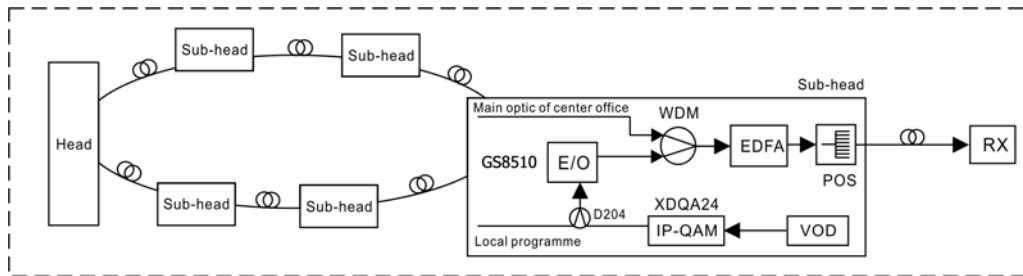 Sub-head
Sub-head
Head
Sub-head
Sub-head
Sub-head
Main optic of center office
WDM
GS8510
E/O
EDFA
POS
RX
D204
XDQA24
IP-QAM
VOD
Local programme